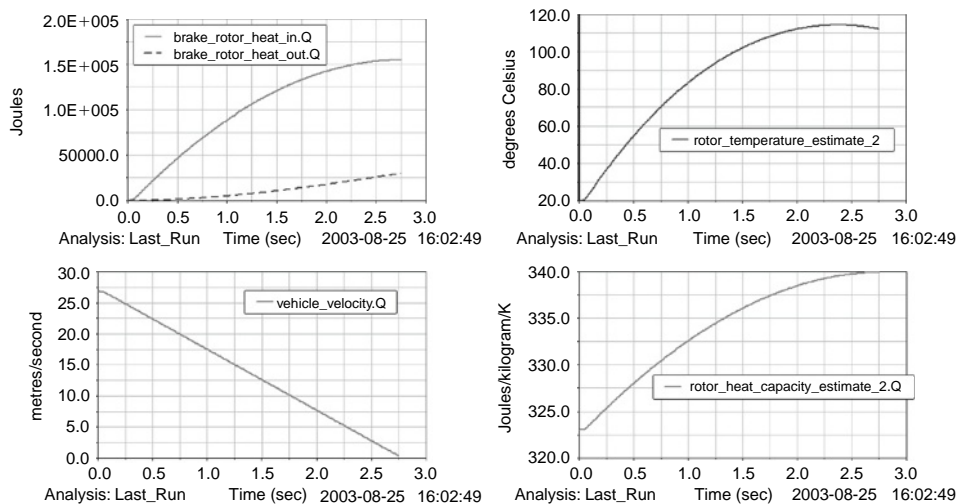 2.0E+005
1.5E+005
1.0E+005
50000.0
0.0
Joules
brake_rotor_heat_in.Q
brake_rotor_heat_out.Q
0.0 0.5 1.0 1.5 2.0 2.5 3.0
Analysis: Last_Run Time (sec) 2003-08-25 16:02:49
120.0
100.0
80.0
60.0
40.0
20.0
degrees Celsius
rotor_temperature_estimate_2
0.0 0.5 1.0 1.5 2.0 2.5 3.0
Analysis: Last_Run Time (sec) 2003-08-25 16:02:49
30.0
25.0
20.0
15.0
10.0
5.0
0.0
metres/second
vehicle_velocity.Q
0.0 0.5 1.0 1.5 2.0 2.5 3.0
Analysis: Last_Run Time (sec) 2003-08-25 16:02:49
340.0
335.0
330.0
325.0
320.0
Joules/kilogram/K
rotor_heat_capacity_estimate_2.Q
0.0 0.5 1.0 1.5 2.0 2.5 3.0
Analysis: Last_Run Time (sec) 2003-08-25 16:02:49